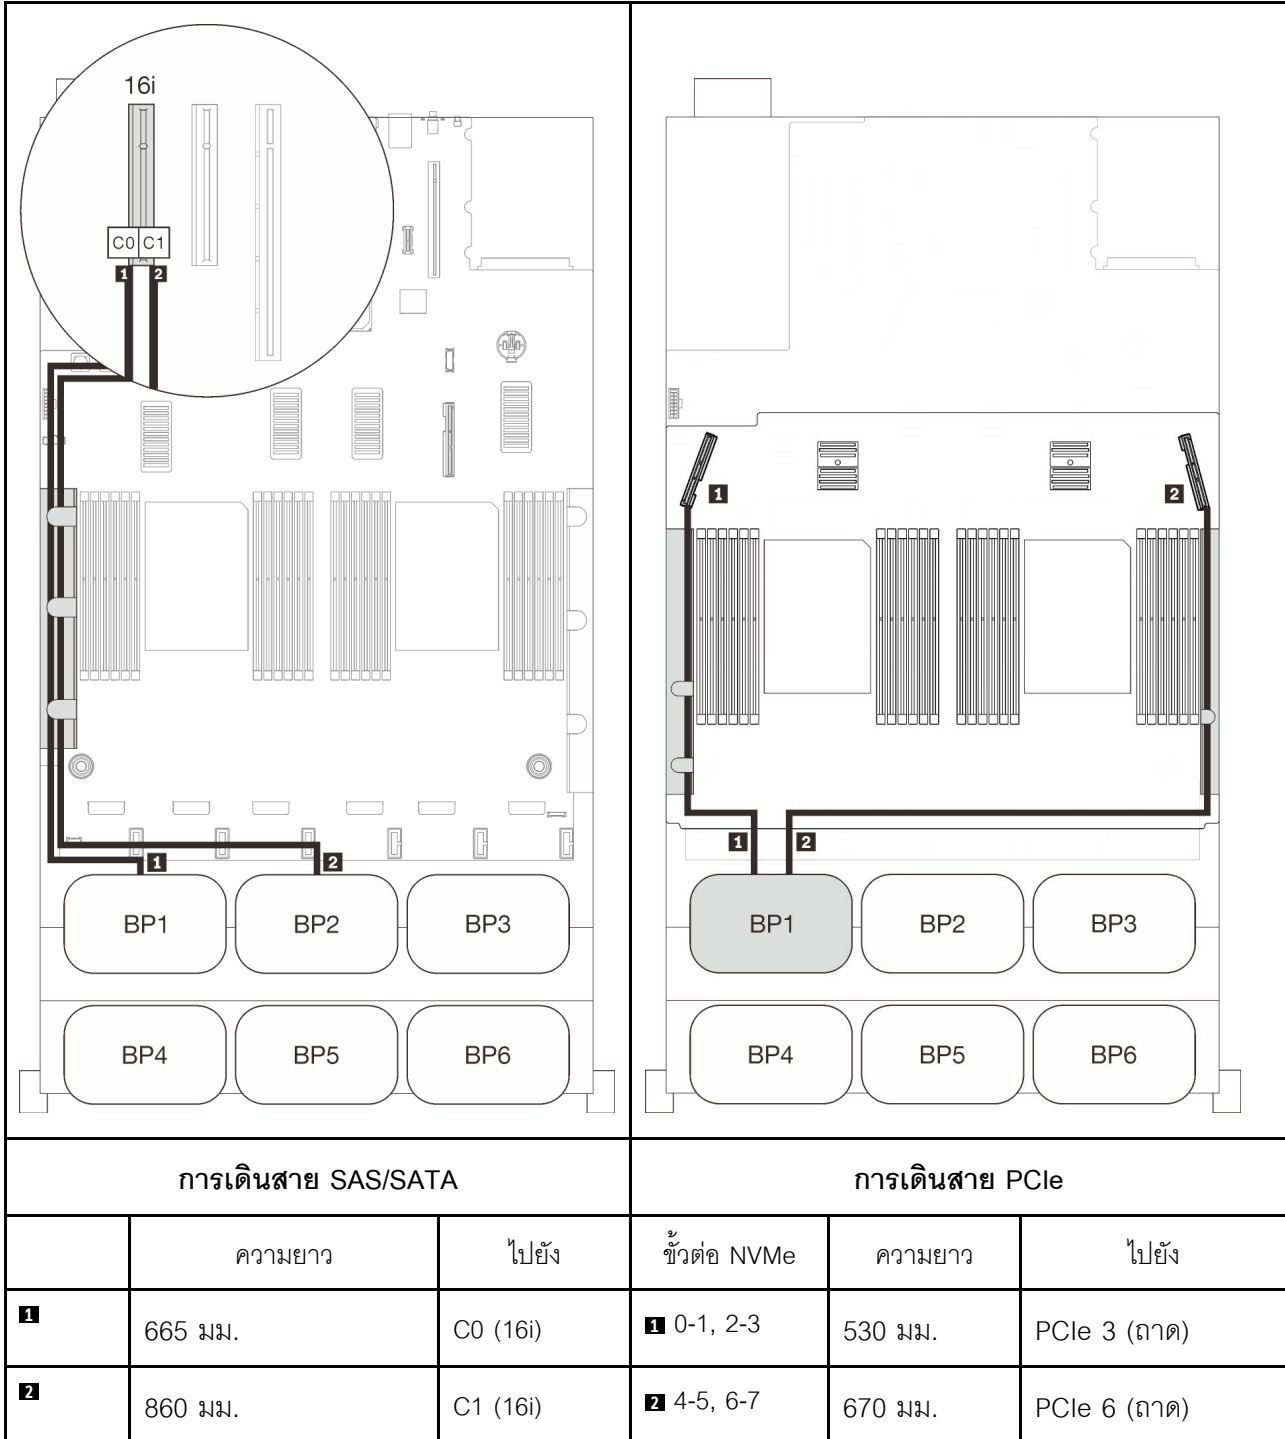 16i
C0 C1
1 2
1 2
BP1 BP2 BP3
BP4 BP5 BP6
1 2
1 2
BP1 BP2 BP3
BP4 BP5 BP6
การเดินสาย SAS/SATA
การเดินสาย PCIe
ความยาว ไปยัง ขั้วต่อ NVMe ความยาว ไปยัง
1 665 มม. C0 (16i) 1 0-1, 2-3 530 มม. PCIe 3 (ถาด)
2 860 มม. C1 (16i) 2 4-5, 6-7 670 มม. PCIe 6 (ถาด)